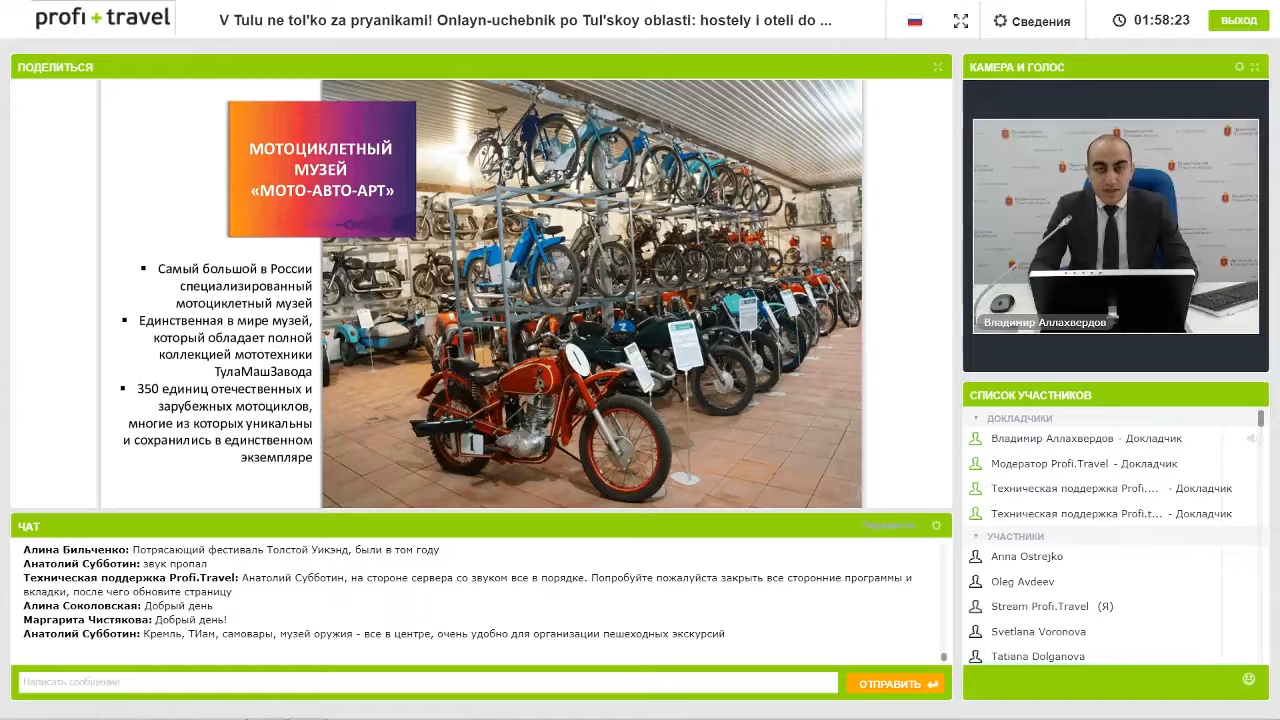 profi + travel
V Tulu ne tol'ko za pryanikami! Onlayn-uchebnik po Tul'skoy oblasti: hostely i oteli do ...
Сведения
01:58:23
ВЫХОД
ПОДЕЛИТЬСЯ
МОТОЦИКЛЕТНЫЙ
МУЗЕЙ
«МОТО-АВТО-АРТ»
▪ Самый большой в России
специализированный
мотоциклетный музей
▪ Единственная в мире музей,
который обладает полной
коллекцией мототехники
ТулаМашЗавода
▪ 350 единиц отечественных и
зарубежных мотоциклов,
многие из которых уникальны
и сохранились в единственном
экземпляре
КАМЕРА И ГОЛОС
Владимир Аллахвердов
СПИСОК УЧАСТНИКОВ
ДОКЛАДЧИКИ
Владимир Аллахвердов - Докладчик
Модератор Profi.Travel - Докладчик
Техническая поддержка Profi.... - Докладчик
Техническая поддержка Profi.t... - Докладчик
УЧАСТНИКИ
Anna Ostrejko
Oleg Avdeev
Stream Profi.Travel (Я)
Svetlana Voronova
Tatiana Dolganova
ЧАТ
Алина Бильченко: Потрясающий фестиваль Толстой Уикэнд, были в том году
Анатолий Субботин: звук пропал
Техническая поддержка Profi.Travel: Анатолий Субботин, на стороне сервера со звуком все в порядке. Попробуйте пожалуйста закрыть все сторонние программы и
вкладки, после чего обновите страницу
Алина Соколовская: Добрый день
Маргарита Чистякова: Добрый день!
Анатолий Субботин: Кремль, ТИам, самовары, музей оружия - все в центре, очень удобно для организации пешеходных экскурсий
Написать сообщение
ОТПРАВИТЬ